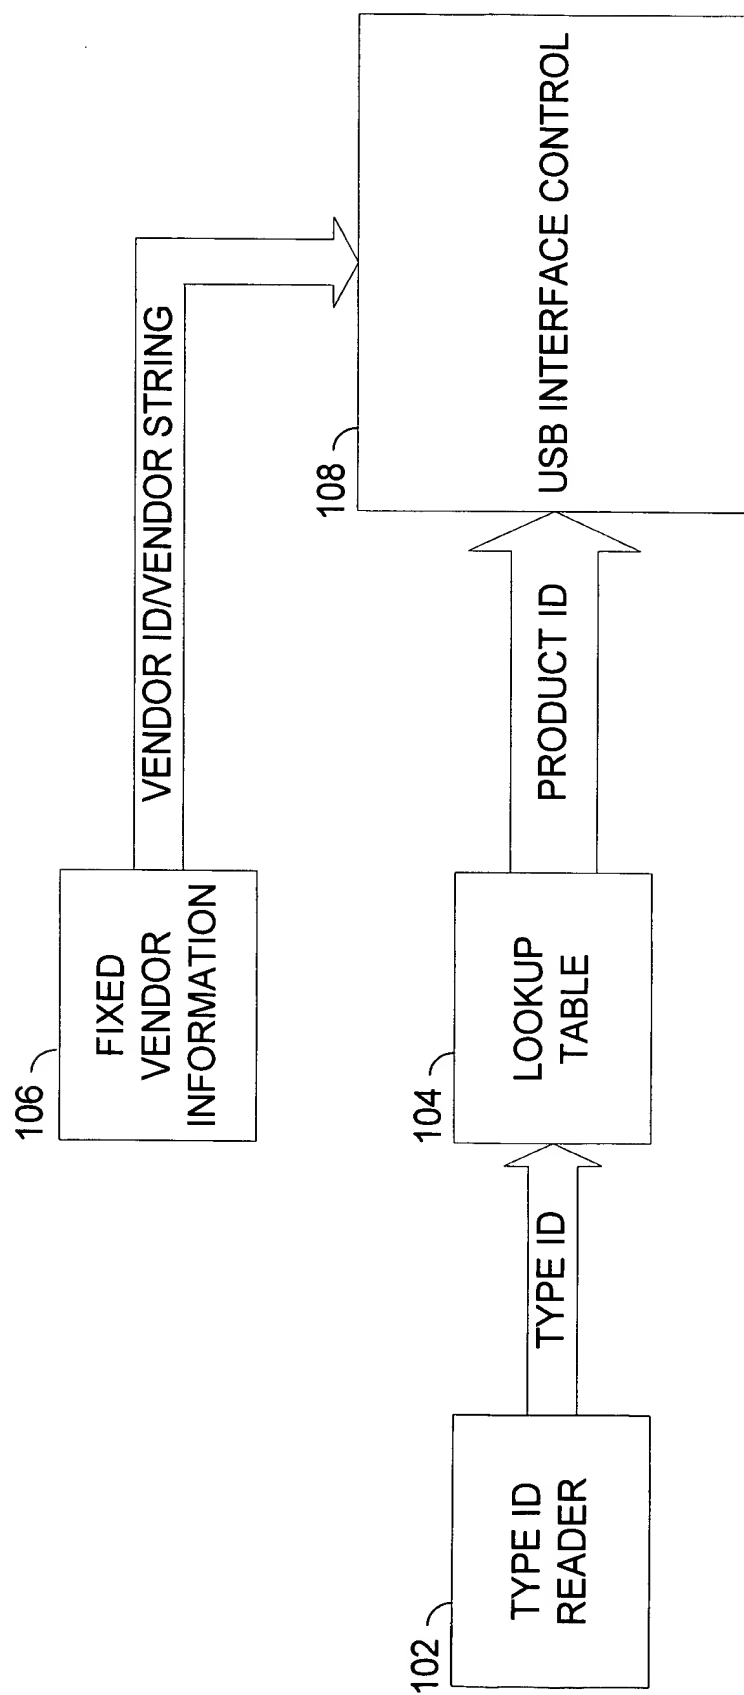 106
FIXED
VENDOR
INFORMATION
VENDOR ID/VENDOR STRING
102
TYPE ID
READER
TYPE ID
104
LOOKUP
TABLE
PRODUCT ID
108
USB INTERFACE CONTROL